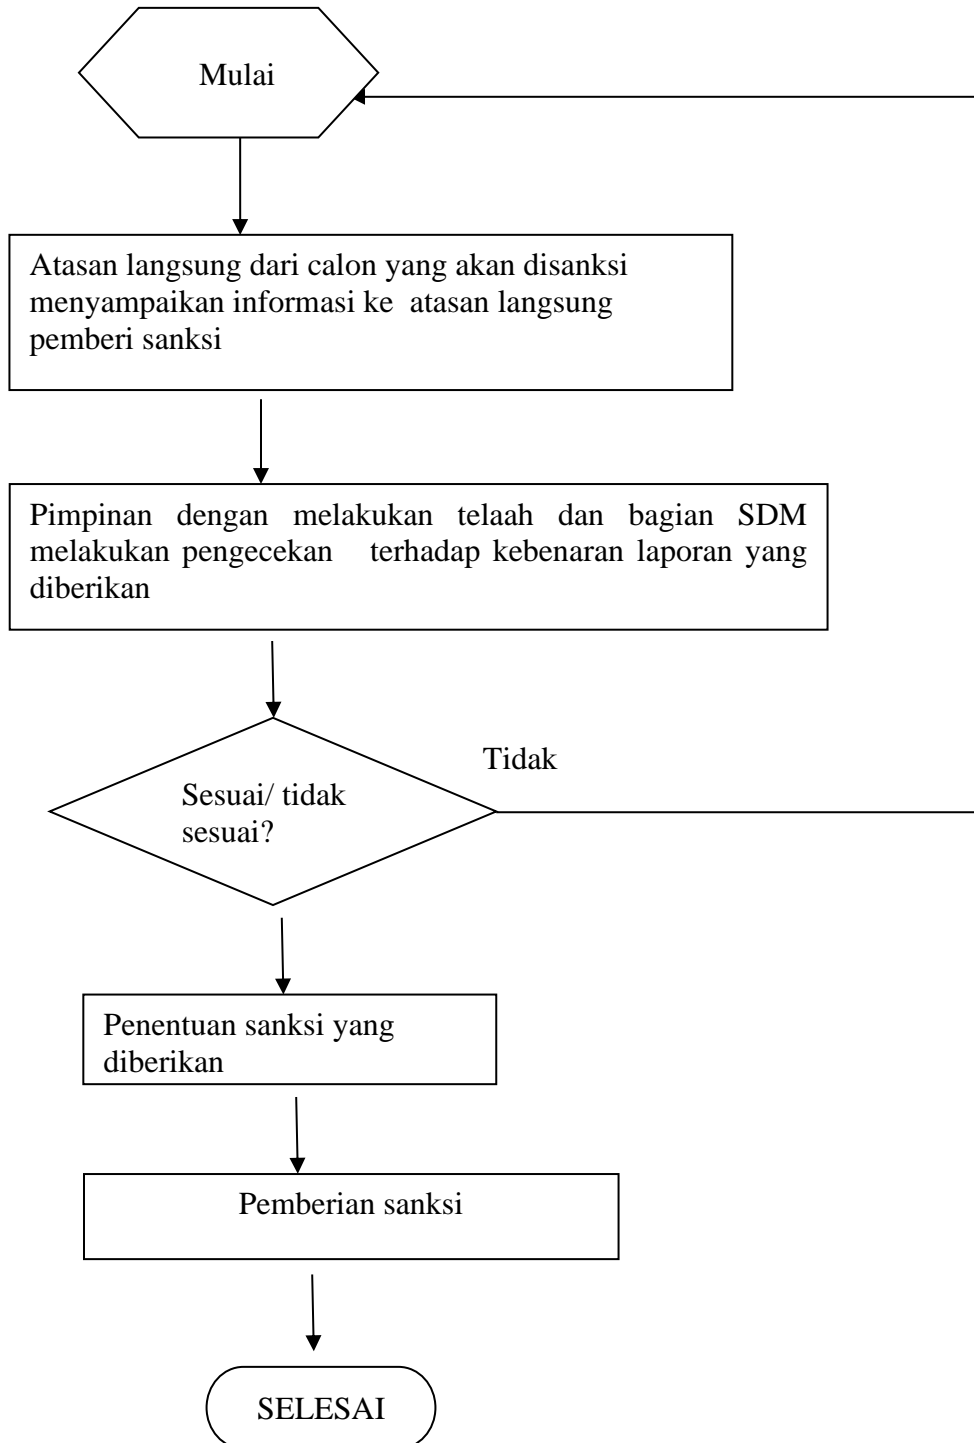 Mulai
Atasan langsung dari calon yang akan disanksi
menyampaikan informasi ke  atasan langsung
pemberi sanksi
Pimpinan dengan melakukan telaah dan bagian SDM
melakukan pengecekan  terhadap kebenaran laporan yang
diberikan
Tidak
Sesuai/ tidak
sesuai?
Penentuan sanksi yang
diberikan
Pemberian sanksi
SELESAI